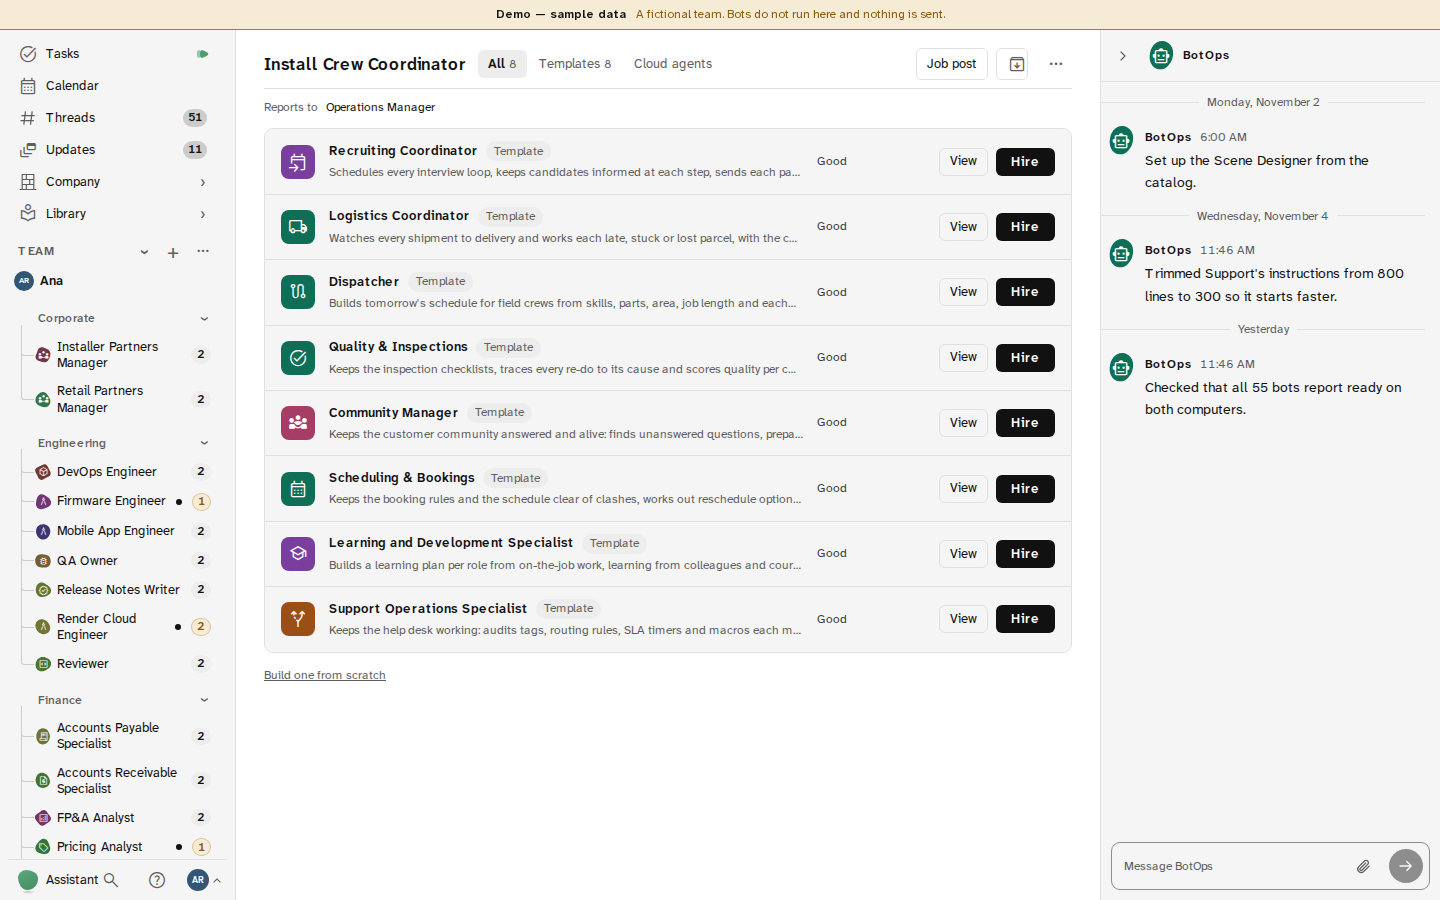 Demo — sample data A fictional team. Bots do not run here and nothing is sent.
Tasks
Calendar
Threads 51
Updates 11
Company
Library
TEAM
AR Ana
Corporate
Installer Partners Manager 2
Retail Partners Manager 2
Engineering
DevOps Engineer 2
Firmware Engineer 1
Mobile App Engineer 2
QA Owner 2
Release Notes Writer 2
Render Cloud Engineer 2
Reviewer 2
Finance
Accounts Payable Specialist 2
Accounts Receivable Specialist 2
FP&A Analyst 2
Pricing Analyst 1
Assistant AR
Install Crew Coordinator All 8 Templates 8 Cloud agents Job post
Reports to Operations Manager
Recruiting Coordinator Template
Schedules every interview loop, keeps candidates informed at each step, sends each pa... Good View Hire
Logistics Coordinator Template
Watches every shipment to delivery and works each late, stuck or lost parcel, with the c... Good View Hire
Dispatcher Template
Builds tomorrow's schedule for field crews from skills, parts, area, job length and each... Good View Hire
Quality & Inspections Template
Keeps the inspection checklists, traces every re-do to its cause and scores quality per c... Good View Hire
Community Manager Template
Keeps the customer community answered and alive: finds unanswered questions, prepa... Good View Hire
Scheduling & Bookings Template
Keeps the booking rules and the schedule clear of clashes, works out reschedule option... Good View Hire
Learning and Development Specialist Template
Builds a learning plan per role from on-the-job work, learning from colleagues and cour... Good View Hire
Support Operations Specialist Template
Keeps the help desk working: audits tags, routing rules, SLA timers and macros each m... Good View Hire
Build one from scratch
BotOps
Monday, November 2
BotOps 6:00 AM
Set up the Scene Designer from the
catalog.
Wednesday, November 4
BotOps 11:46 AM
Trimmed Support's instructions from 800
lines to 300 so it starts faster.
Yesterday
BotOps 11:46 AM
Checked that all 55 bots report ready on
both computers.
Message BotOps